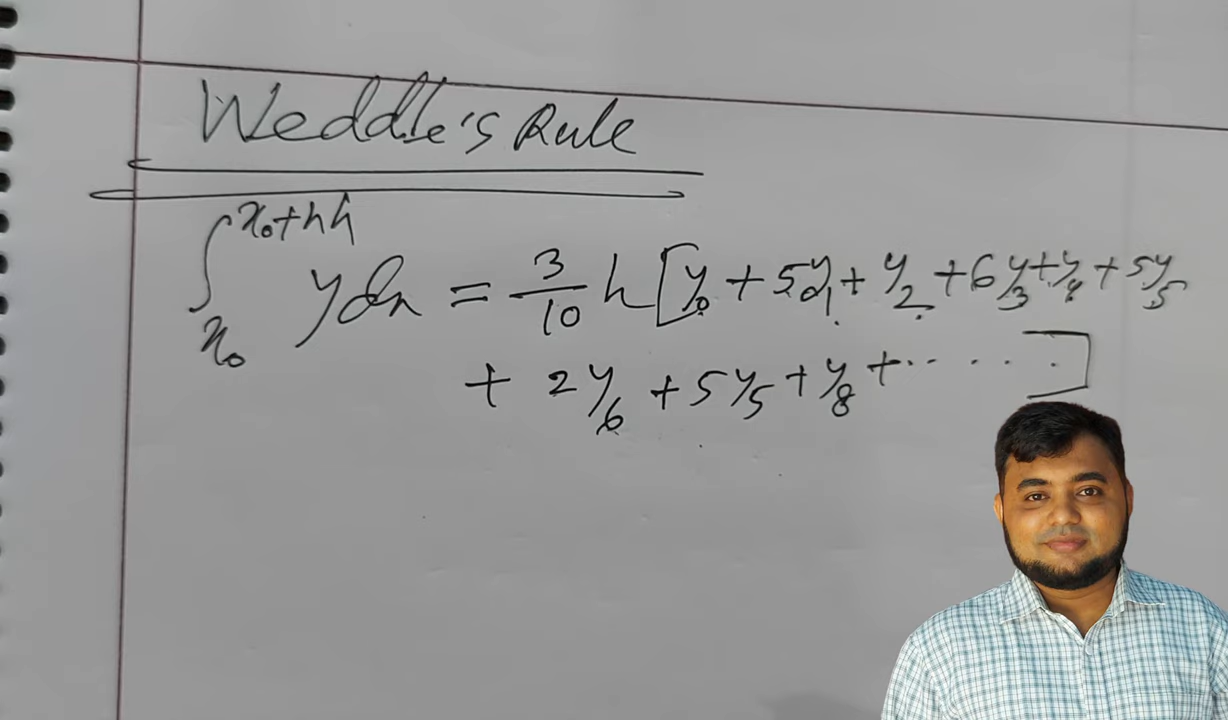 Weddle's Rule
∫_{x₀}^{x₀+nh} y dx = 3/10 h [y₀ + 5y₁ + y₂ + 6y₃ + y₄ + 5y₅
+ 2y₆ + 5y₅ + y₈ + ....]